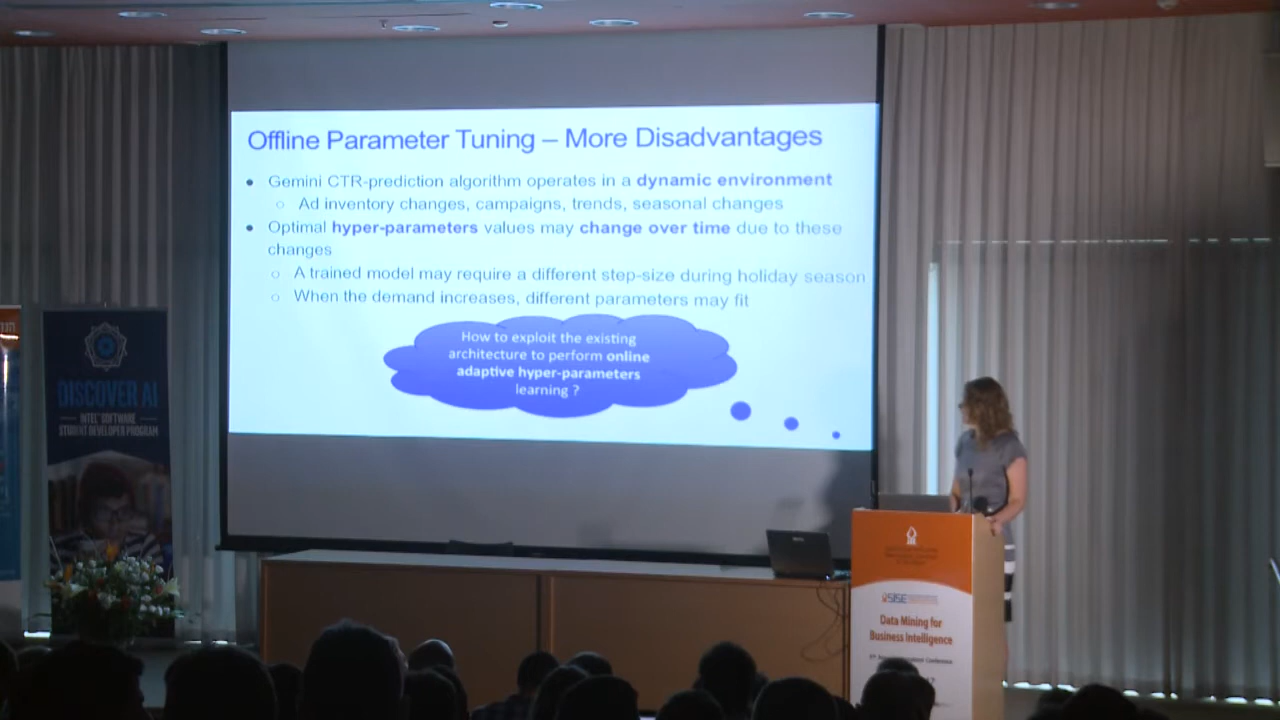 Offline Parameter Tuning – More Disadvantages
● Gemini CTR-prediction algorithm operates in a dynamic environment
○ Ad inventory changes, campaigns, trends, seasonal changes
● Optimal hyper-parameters values may change over time due to these
changes
○ A trained model may require a different step-size during holiday season
○ When the demand increases, different parameters may fit
How to exploit the existing
architecture to perform online
adaptive hyper-parameters
learning ?
DISCOVER AI
INTEL® SOFTWARE
STUDENT DEVELOPER PROGRAM
SISE
Data Mining for
Business Intelligence